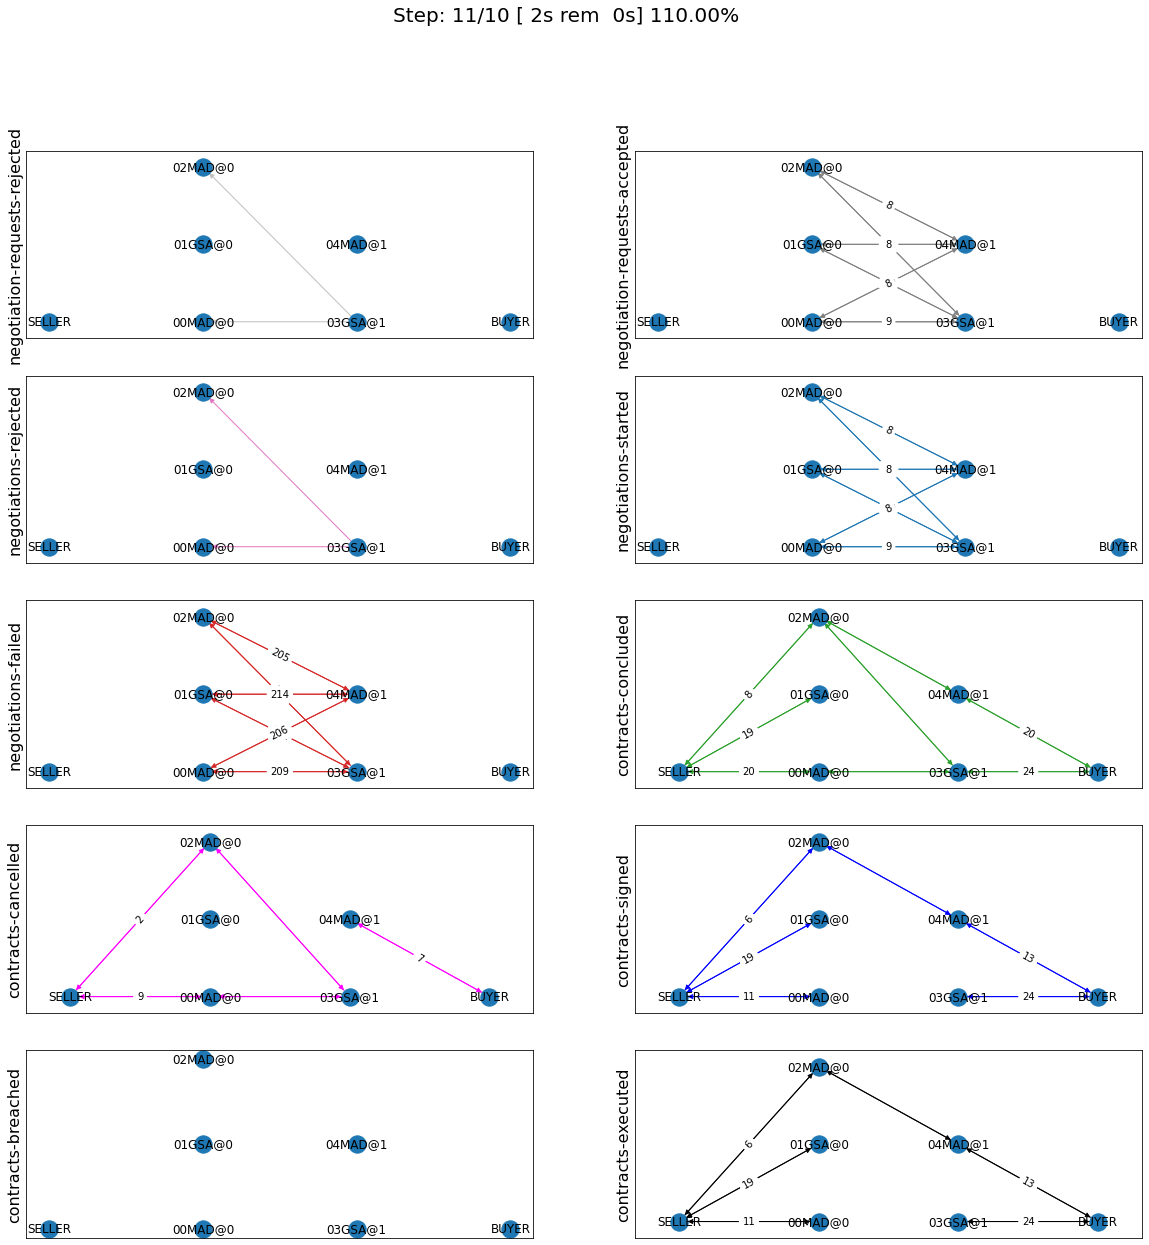 Step: 11/10 [ 2s rem  0s] 110.00%
negotiation-requests-rejected
02MAD@0
01GSA@0 04MAD@1
SELLER 00MAD@0 03GSA@1 BUYER
negotiation-requests-accepted
02MAD@0
8
01GSA@0 8 04MAD@1
8
SELLER 00MAD@0 9 03GSA@1 BUYER
negotiations-rejected
02MAD@0
01GSA@0 04MAD@1
SELLER 00MAD@0 03GSA@1 BUYER
negotiations-started
02MAD@0
8
01GSA@0 8 04MAD@1
8
SELLER 00MAD@0 9 03GSA@1 BUYER
negotiations-failed
02MAD@0
205
01GSA@0 214 04MAD@1
206
SELLER 00MAD@0 209 03GSA@1 BUYER
contracts-concluded
02MAD@0
8 01GSA@0 04MAD@1
19 20
SELLER 20 00MAD@0 03GSA@1 24 BUYER
contracts-cancelled
02MAD@0
2 01GSA@0 04MAD@1
7
SELLER 9 00MAD@0 03GSA@1 BUYER
contracts-signed
02MAD@0
6 01GSA@0 04MAD@1
19 13
SELLER 11 00MAD@0 03GSA@1 24 BUYER
contracts-breached
02MAD@0
01GSA@0 04MAD@1
SELLER 00MAD@0 03GSA@1 BUYER
contracts-executed
02MAD@0
6 01GSA@0 04MAD@1
19 13
SELLER 11 00MAD@0 03GSA@1 24 BUYER